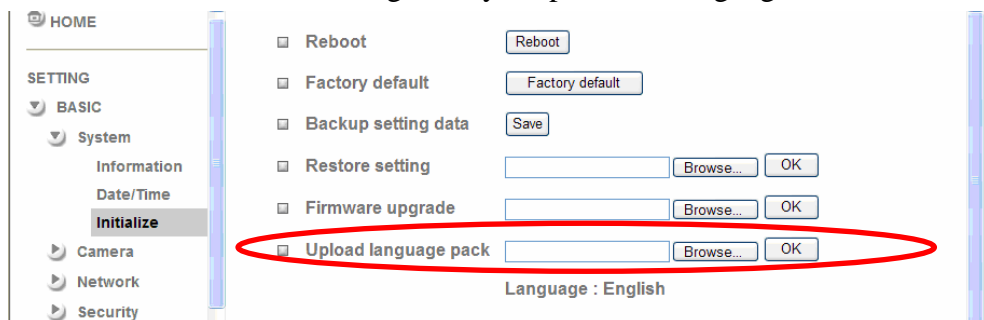 HOME
SETTING
BASIC
System
Information
Date/Time
Initialize
Camera
Network
Security
Reboot Reboot
Factory default Factory default
Backup setting data Save
Restore setting Browse... OK
Firmware upgrade Browse... OK
Upload language pack Browse... OK
Language : English